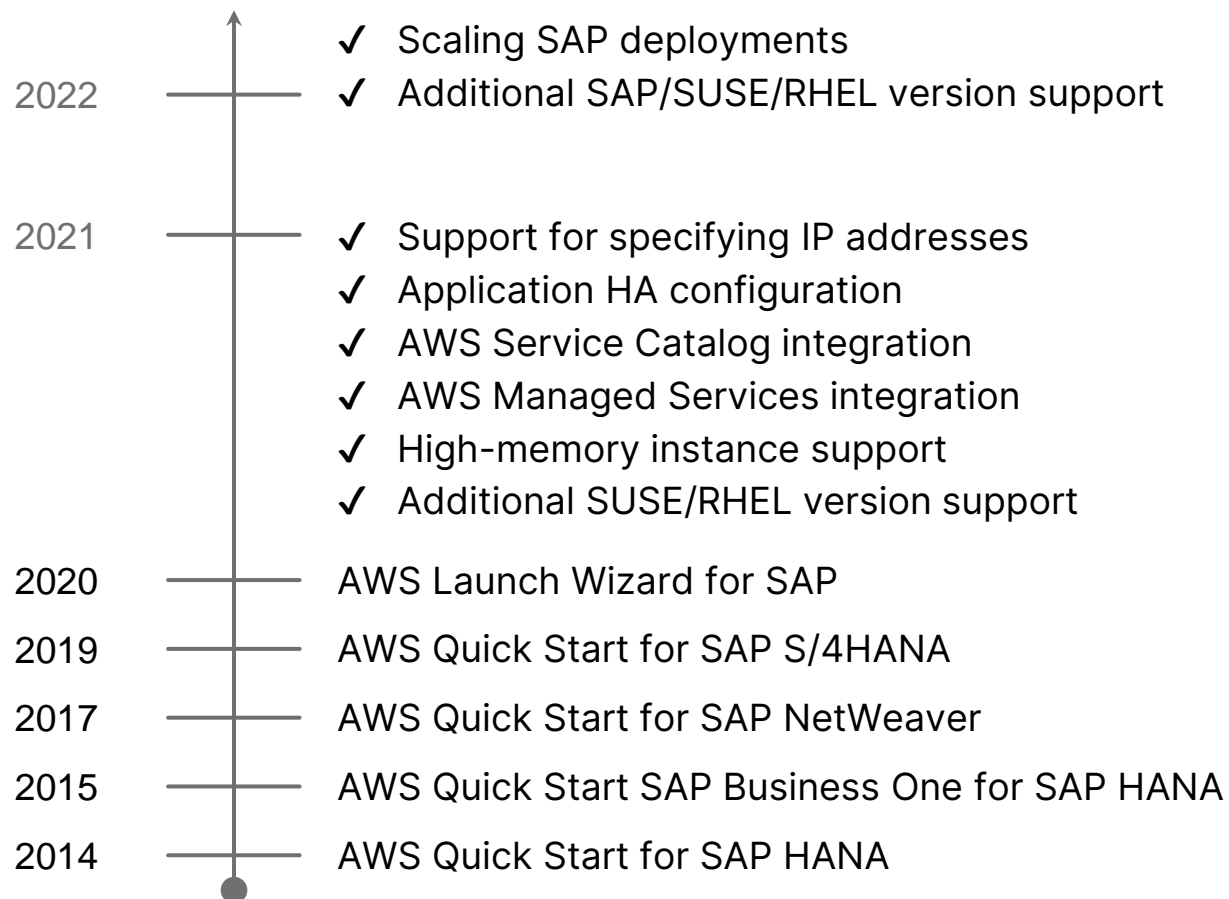 ✓ Scaling SAP deployments
2022 ✓ Additional SAP/SUSE/RHEL version support
2021 ✓ Support for specifying IP addresses
✓ Application HA configuration
✓ AWS Service Catalog integration
✓ AWS Managed Services integration
✓ High-memory instance support
✓ Additional SUSE/RHEL version support
2020 AWS Launch Wizard for SAP
2019 AWS Quick Start for SAP S/4HANA
2017 AWS Quick Start for SAP NetWeaver
2015 AWS Quick Start SAP Business One for SAP HANA
2014 AWS Quick Start for SAP HANA